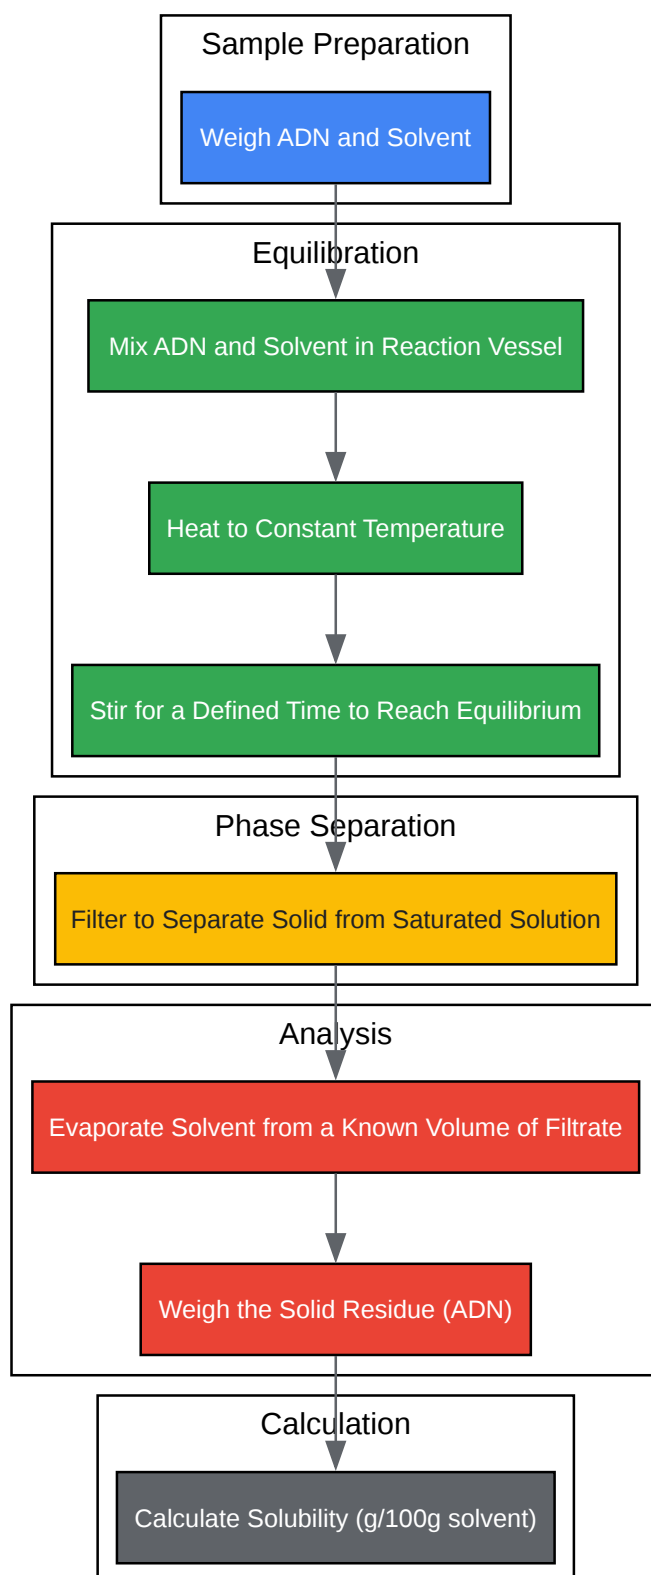 Sample Preparation
Weigh ADN and Solvent
Equilibration
Mix ADN and Solvent in Reaction Vessel
Heat to Constant Temperature
Stir for a Defined Time to Reach Equilibrium
Phase Separation
Filter to Separate Solid from Saturated Solution
Analysis
Evaporate Solvent from a Known Volume of Filtrate
Weigh the Solid Residue (ADN)
Calculation
Calculate Solubility (g/100g solvent)